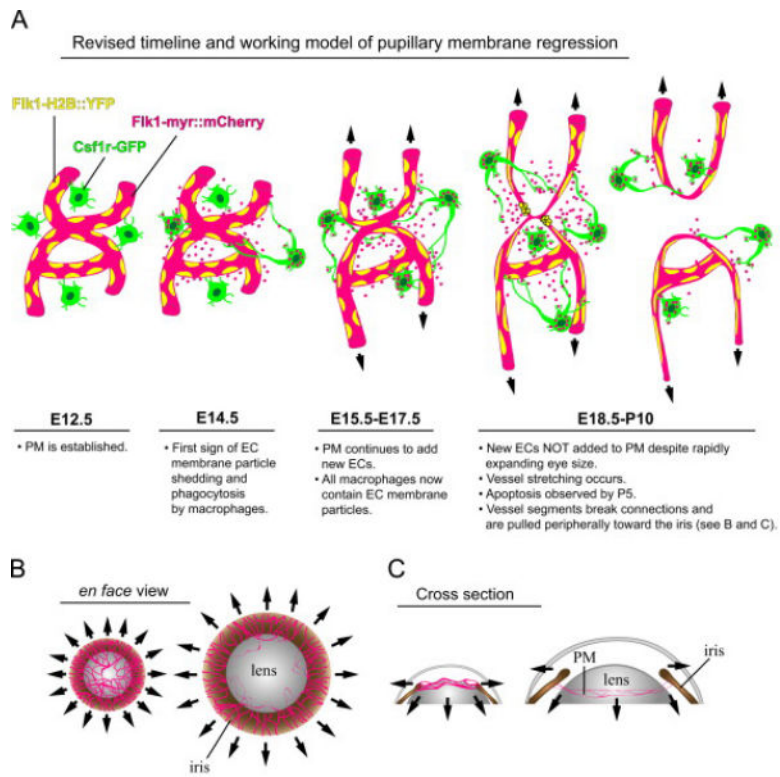 A
Revised timeline and working model of pupillary membrane regression
Flk1-H2B::YFP
Flk1-myr::mCherry
Csf1r-GFP
E12.5
• PM is established.
E14.5
• First sign of EC
membrane particle
shedding and
phagocytosis
by macrophages.
E15.5-E17.5
• PM continues to add
new ECs.
• All macrophages now
contain EC membrane
particles.
E18.5-P10
• New ECs NOT added to PM despite rapidly
expanding eye size.
• Vessel stretching occurs.
• Apoptosis observed by P5.
• Vessel segments break connections and
are pulled peripherally toward the iris (see B and C).
B
en face view
lens
iris
C
Cross section
PM
lens
iris